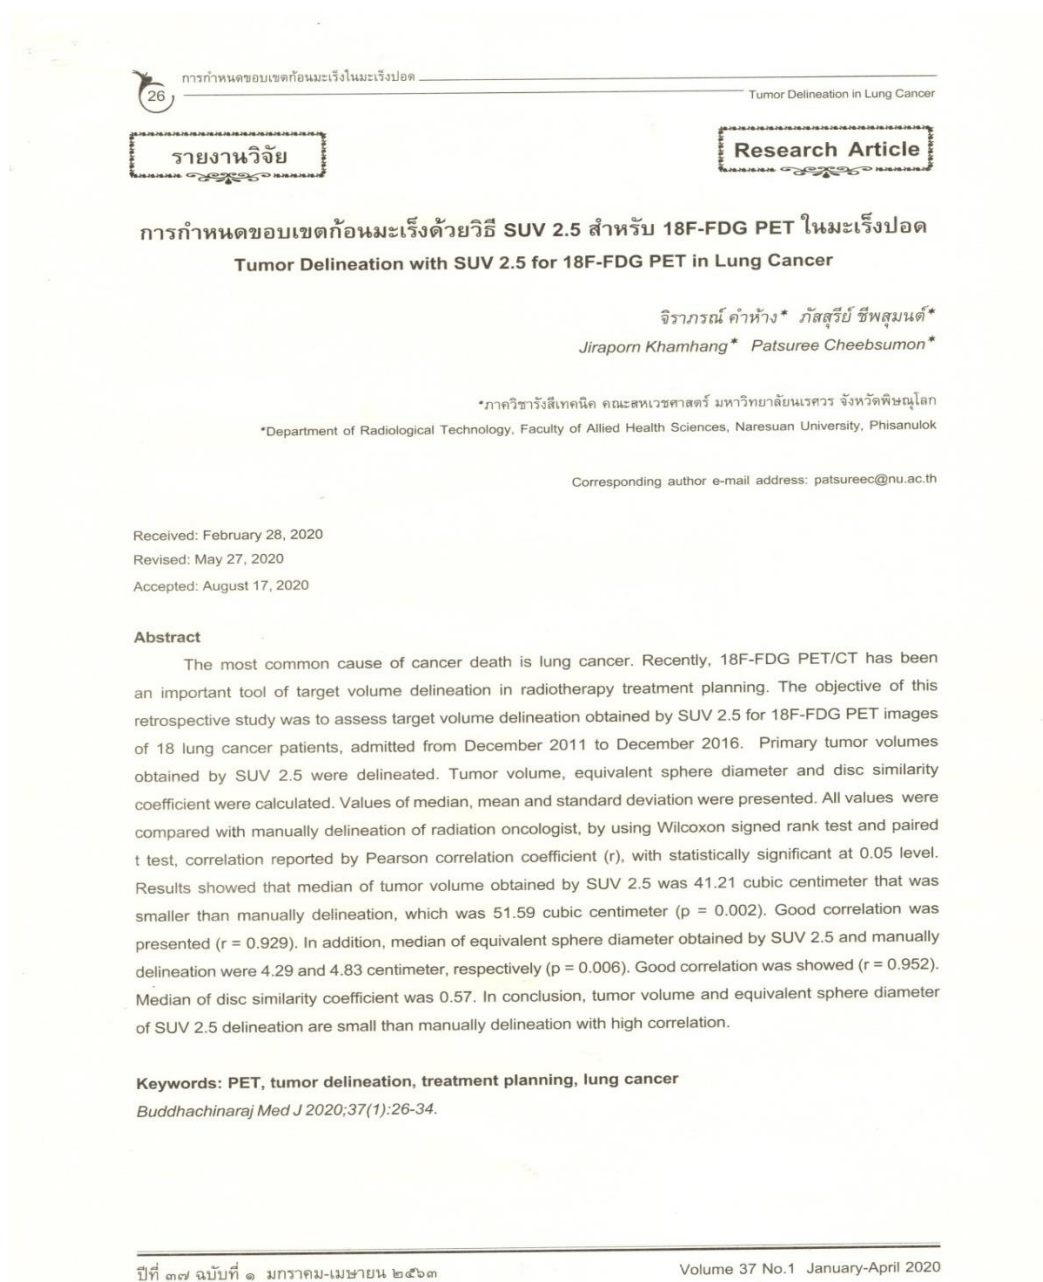 การกำหนดขอบเขตก้อนมะเร็งในมะเร็งปอด
26
Tumor Delineation in Lung Cancer
รายงานวิจัย
Research Article
การกำหนดขอบเขตก้อนมะเร็งด้วยวิธี SUV 2.5 สำหรับ 18F-FDG PET ในมะเร็งปอด
Tumor Delineation with SUV 2.5 for 18F-FDG PET in Lung Cancer
จิราภรณ์ คำห้าง* ภัสสุรีย์ ชีพสุมนต์*
Jiraporn Khamhang* Patsuree Cheebsumon*
*ภาควิชารังสีเทคนิค คณะสหเวชศาสตร์ มหาวิทยาลัยนเรศวร จังหวัดพิษณุโลก
*Department of Radiological Technology, Faculty of Allied Health Sciences, Naresuan University, Phisanulok
Corresponding author e-mail address: patsureec@nu.ac.th
Received: February 28, 2020
Revised: May 27, 2020
Accepted: August 17, 2020
Abstract
The most common cause of cancer death is lung cancer. Recently, 18F-FDG PET/CT has been
an important tool of target volume delineation in radiotherapy treatment planning. The objective of this
retrospective study was to assess target volume delineation obtained by SUV 2.5 for 18F-FDG PET images
of 18 lung cancer patients, admitted from December 2011 to December 2016. Primary tumor volumes
obtained by SUV 2.5 were delineated. Tumor volume, equivalent sphere diameter and disc similarity
coefficient were calculated. Values of median, mean and standard deviation were presented. All values were
compared with manually delineation of radiation oncologist, by using Wilcoxon signed rank test and paired
t test, correlation reported by Pearson correlation coefficient (r), with statistically significant at 0.05 level.
Results showed that median of tumor volume obtained by SUV 2.5 was 41.21 cubic centimeter that was
smaller than manually delineation, which was 51.59 cubic centimeter (p = 0.002). Good correlation was
presented (r = 0.929). In addition, median of equivalent sphere diameter obtained by SUV 2.5 and manually
delineation were 4.29 and 4.83 centimeter, respectively (p = 0.006). Good correlation was showed (r = 0.952).
Median of disc similarity coefficient was 0.57. In conclusion, tumor volume and equivalent sphere diameter
of SUV 2.5 delineation are small than manually delineation with high correlation.
Keywords: PET, tumor delineation, treatment planning, lung cancer
Buddhachinaraj Med J 2020;37(1):26-34.
ปีที่ ๓๗ ฉบับที่ ๑ มกราคม-เมษายน ๒๕๖๓
Volume 37 No.1 January-April 2020